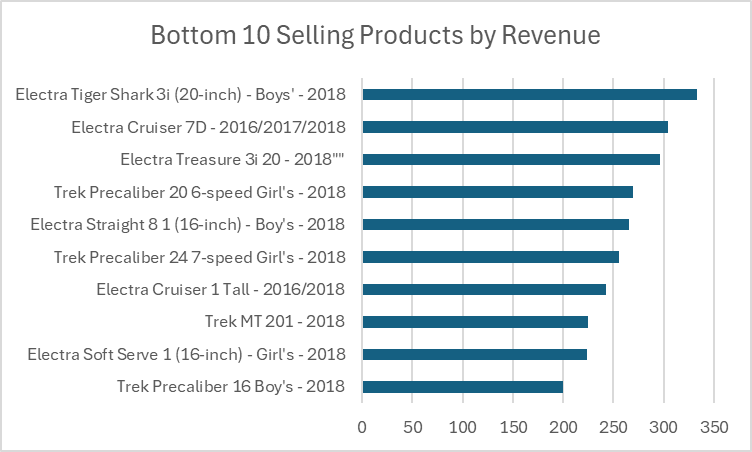 Bottom 10 Selling Products by Revenue
Electra Tiger Shark 3i (20-inch) - Boys' - 2018
Electra Cruiser 7D - 2016/2017/2018
Electra Treasure 3i 20 - 2018""
Trek Precaliber 20 6-speed Girl's - 2018
Electra Straight 8 1 (16-inch) - Boy's - 2018
Trek Precaliber 24 7-speed Girl's - 2018
Electra Cruiser 1 Tall - 2016/2018
Trek MT 201 - 2018
Electra Soft Serve 1 (16-inch) - Girl's - 2018
Trek Precaliber 16 Boy's - 2018
0 50 100 150 200 250 300 350